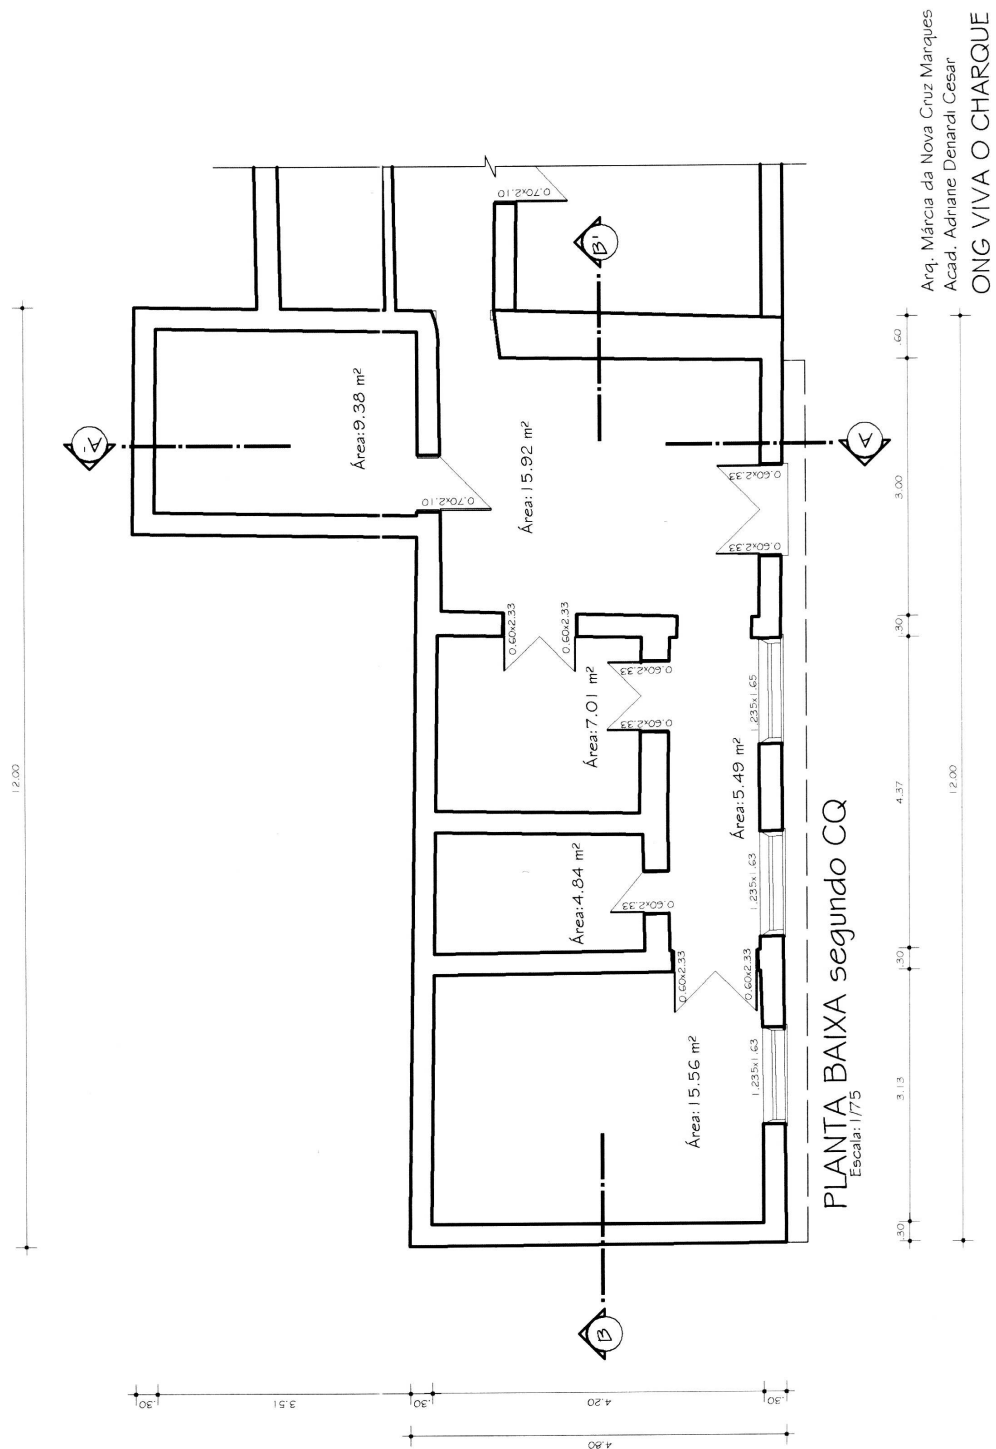 12.00
0.70x2.10
B'
A'
Área:9.38 m²
Área:15.92 m²
0.70x2.10
0.60x2.33
0.60x2.33
A
0.60x2.33
0.60x2.33
0.60x2.33
0.60x2.33
Área:7.01 m²
1.235x1.65
Área:5.49 m²
Área:4.84 m²
0.60x2.33
1.235x1.63
0.60x2.33
0.60x2.33
Área:15.56 m²
1.235x1.63
B
PLANTA BAIXA segundo CQ
Escala: 1/75
.30
3.13
.30
4.37
.30
3.00
.60
12.00
.30
3.51
.30
4.20
.30
4.80
Arq. Márcia da Nova Cruz Marques
Acad. Adriane Denardi Cesar
ONG VIVA O CHARQUE